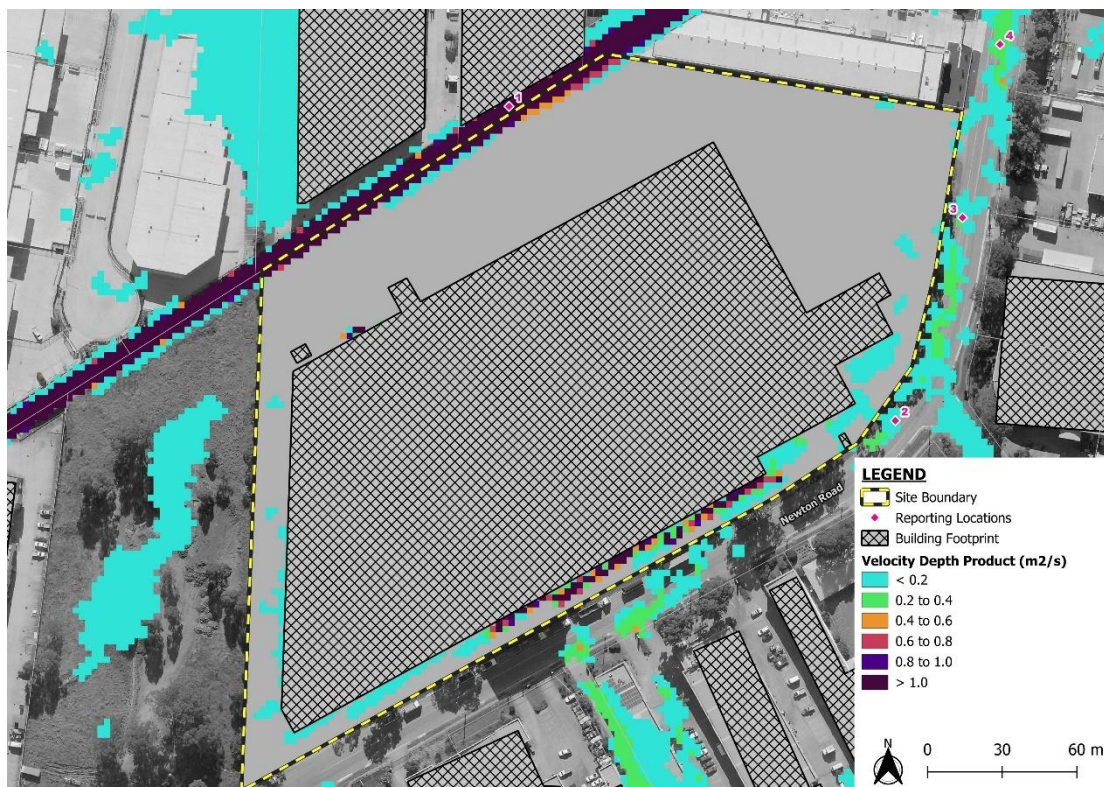 1
4
3
2
Newton Road
LEGEND
Site Boundary
Reporting Locations
Building Footprint
Velocity Depth Product (m2/s)
< 0.2
0.2 to 0.4
0.4 to 0.6
0.6 to 0.8
0.8 to 1.0
> 1.0
N
0 30 60 m